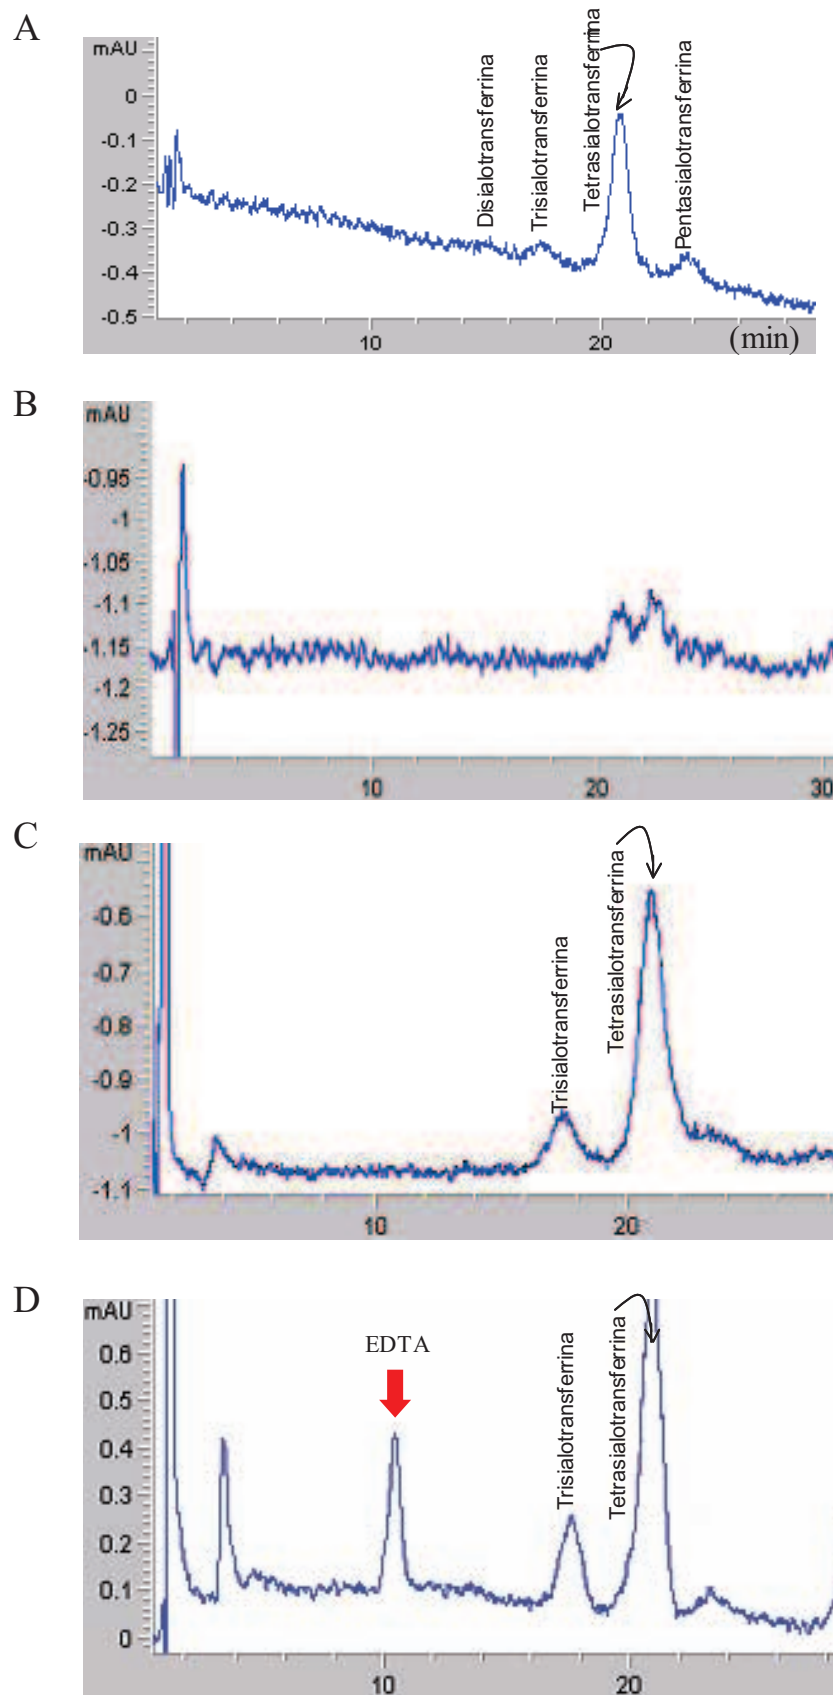 A
mAU
0
-0.1
-0.2
-0.3
-0.4
-0.5
Disialotransferrina
Trisialotransferrina
Tetrasialotransferrina
Pentasialotransferrina
10
20
(min)
B
mAU
-0.95
-1
-1.05
-1.1
-1.15
-1.2
-1.25
10
20
30
C
mAU
-0.6
-0.7
-0.8
-0.9
-1
-1.1
Trisialotransferrina
Tetrasialotransferrina
10
20
D
mAU
0.6
0.5
0.4
0.3
0.2
0.1
0
EDTA
Trisialotransferrina
Tetrasialotransferrina
10
20